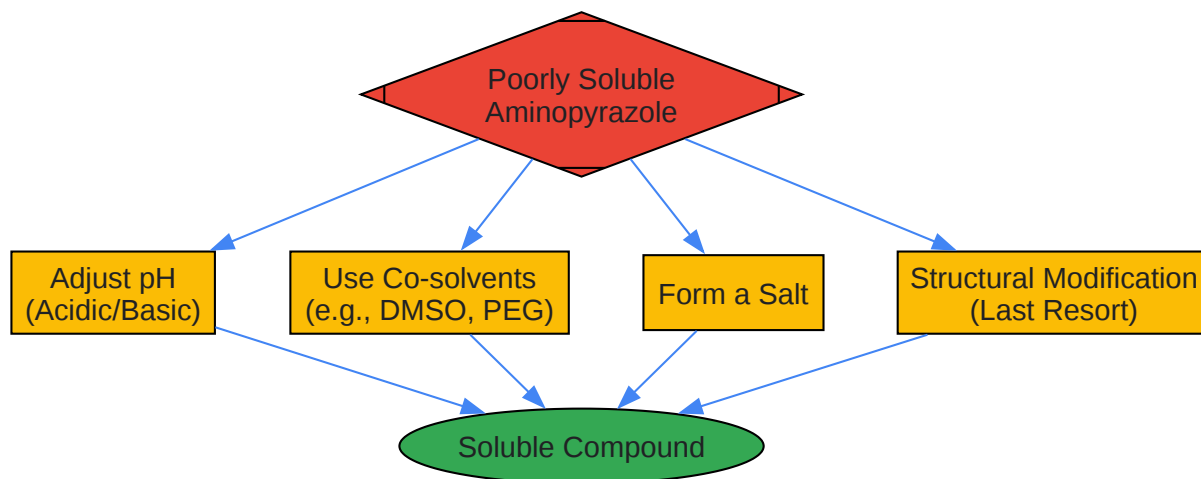 Poorly Soluble
Aminopyrazole
Adjust pH
(Acidic/Basic)
Use Co-solvents
(e.g., DMSO, PEG)
Form a Salt
Structural Modification
(Last Resort)
Soluble Compound